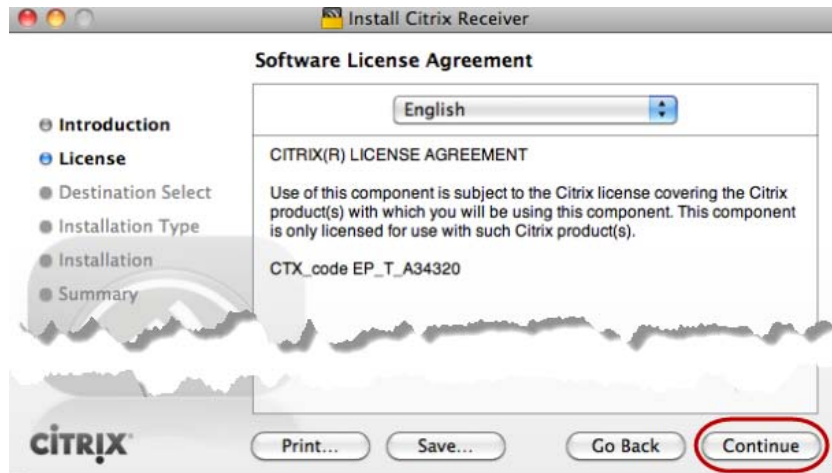 Install Citrix Receiver
Software License Agreement
English
Introduction
License
Destination Select
Installation Type
Installation
Summary
CITRIX(R) LICENSE AGREEMENT
Use of this component is subject to the Citrix license covering the Citrix
product(s) with which you will be using this component. This component
is only licensed for use with such Citrix product(s).
CTX_code EP_T_A34320
CITRIX
Print...
Save...
Go Back
Continue